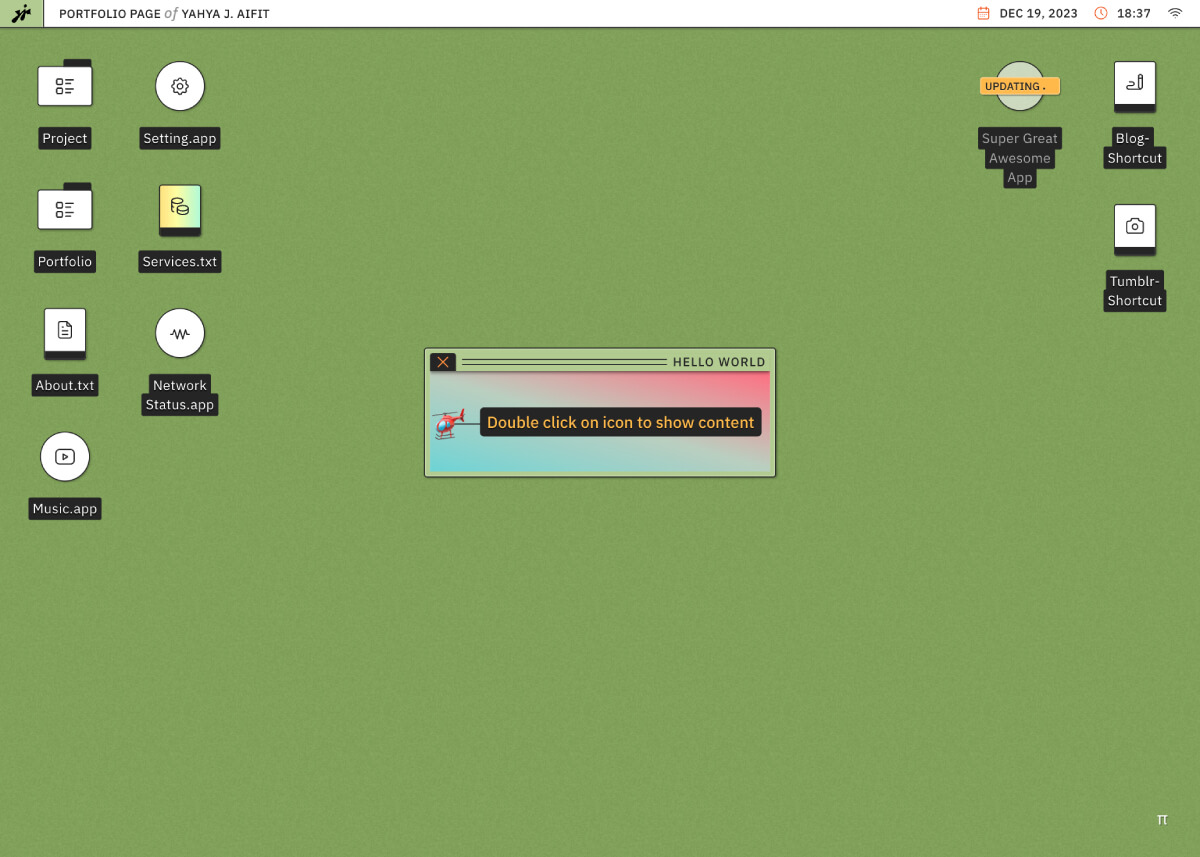 PORTFOLIO PAGE of YAHYA J. AIFIT
DEC 19, 2023
18:37
Project
Setting.app
Portfolio
Services.txt
About.txt
Network
Status.app
Music.app
UPDATING.
Super Great
Awesome
App
Blog-
Shortcut
Tumblr-
Shortcut
HELLO WORLD
Double click on icon to show content
π